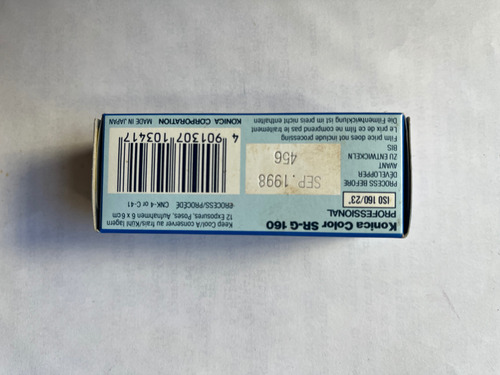 Konica Color SR-G 160
PROFESSIONAL
ISO 160/23°
Keep Cool/A conserver au frais/Kühl lagern
12 Exposures, Poses, Aufnahmen 6 x 6 cm
PROCESS/PROCÉDÉ CNK-4 or C-41
PROCESS BEFORE
DÉVELOPPER
AVANT
ZU ENTWICKELN
BIS
SEP. 1998
456
4 901307 103417
Film price does not include processing
Le prix de ce film ne comprend pas le traitement
Die Filmentwicklung ist im preis nicht enthalten
KONICA CORPORATION MADE IN JAPAN